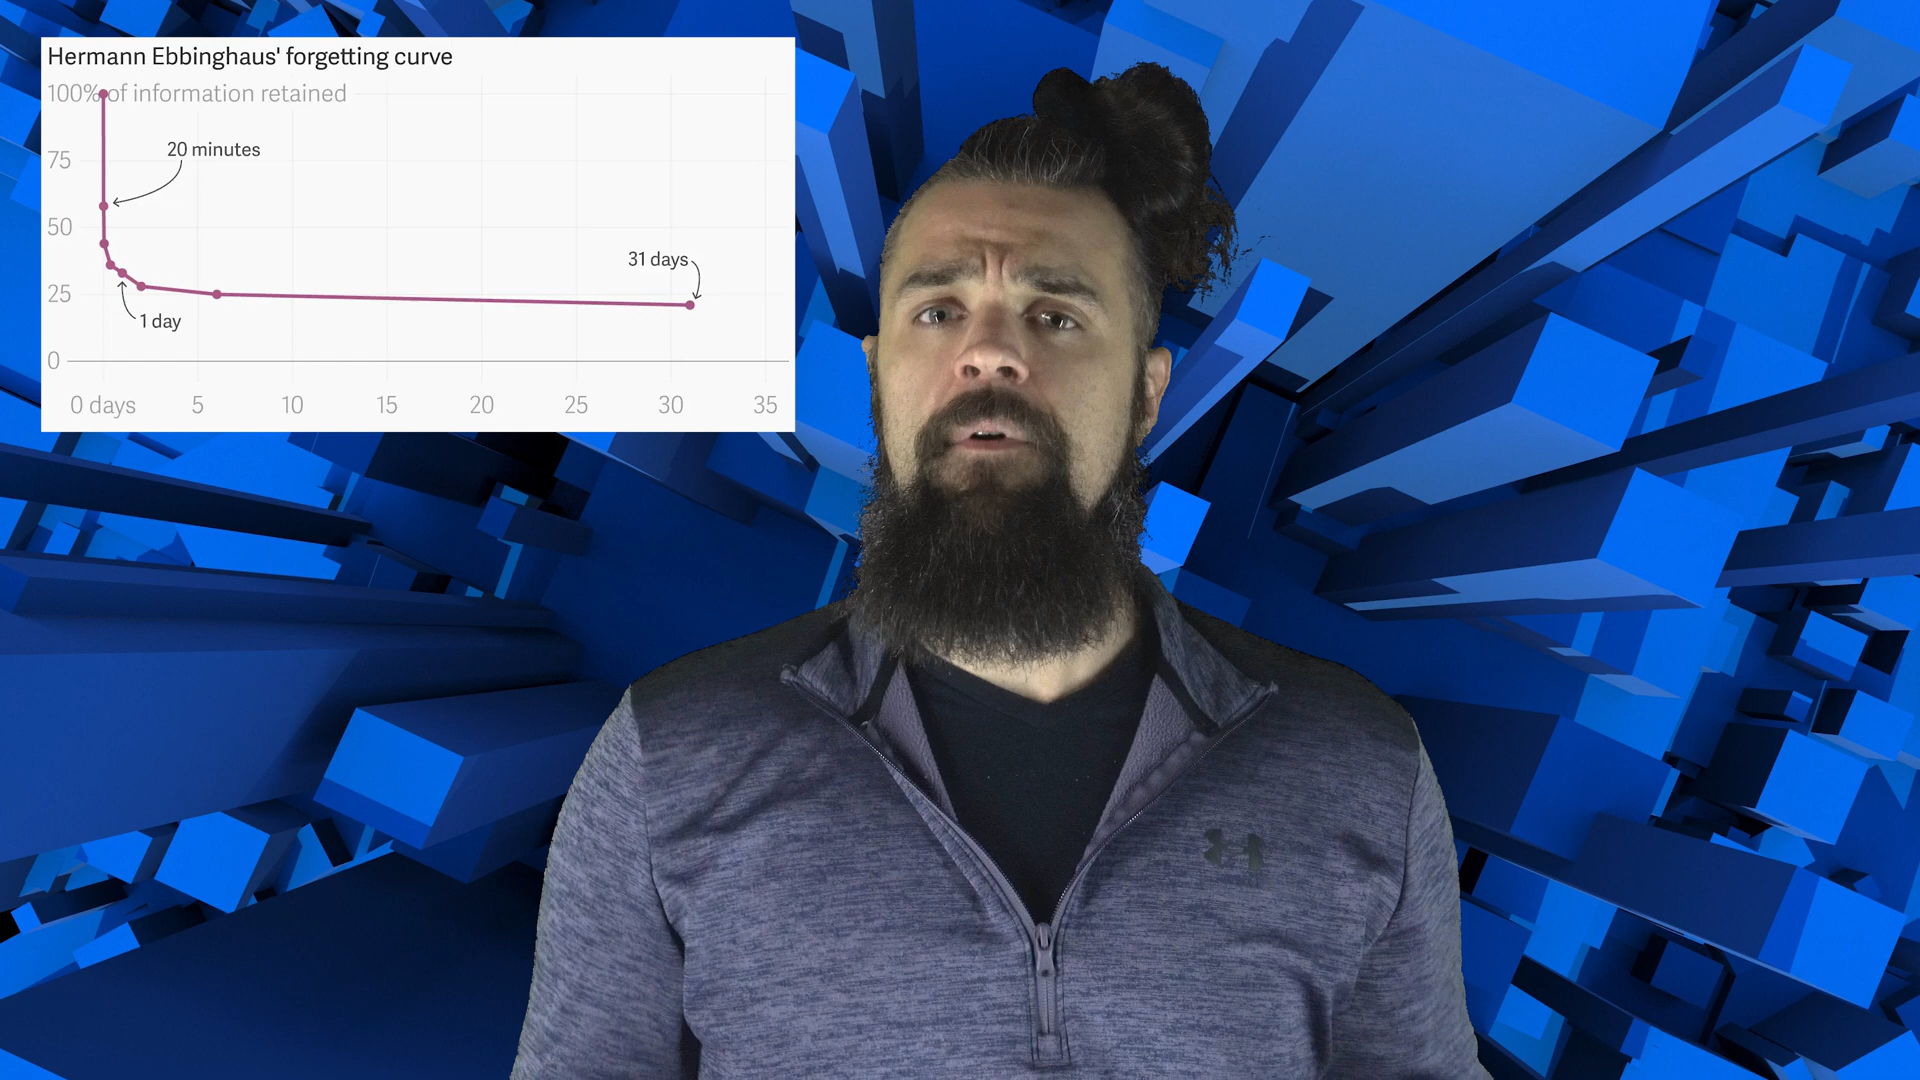 Hermann Ebbinghaus' forgetting curve
100% of information retained
20 minutes
75
50
31 days
25
1 day
0
0 days 5 10 15 20 25 30 35